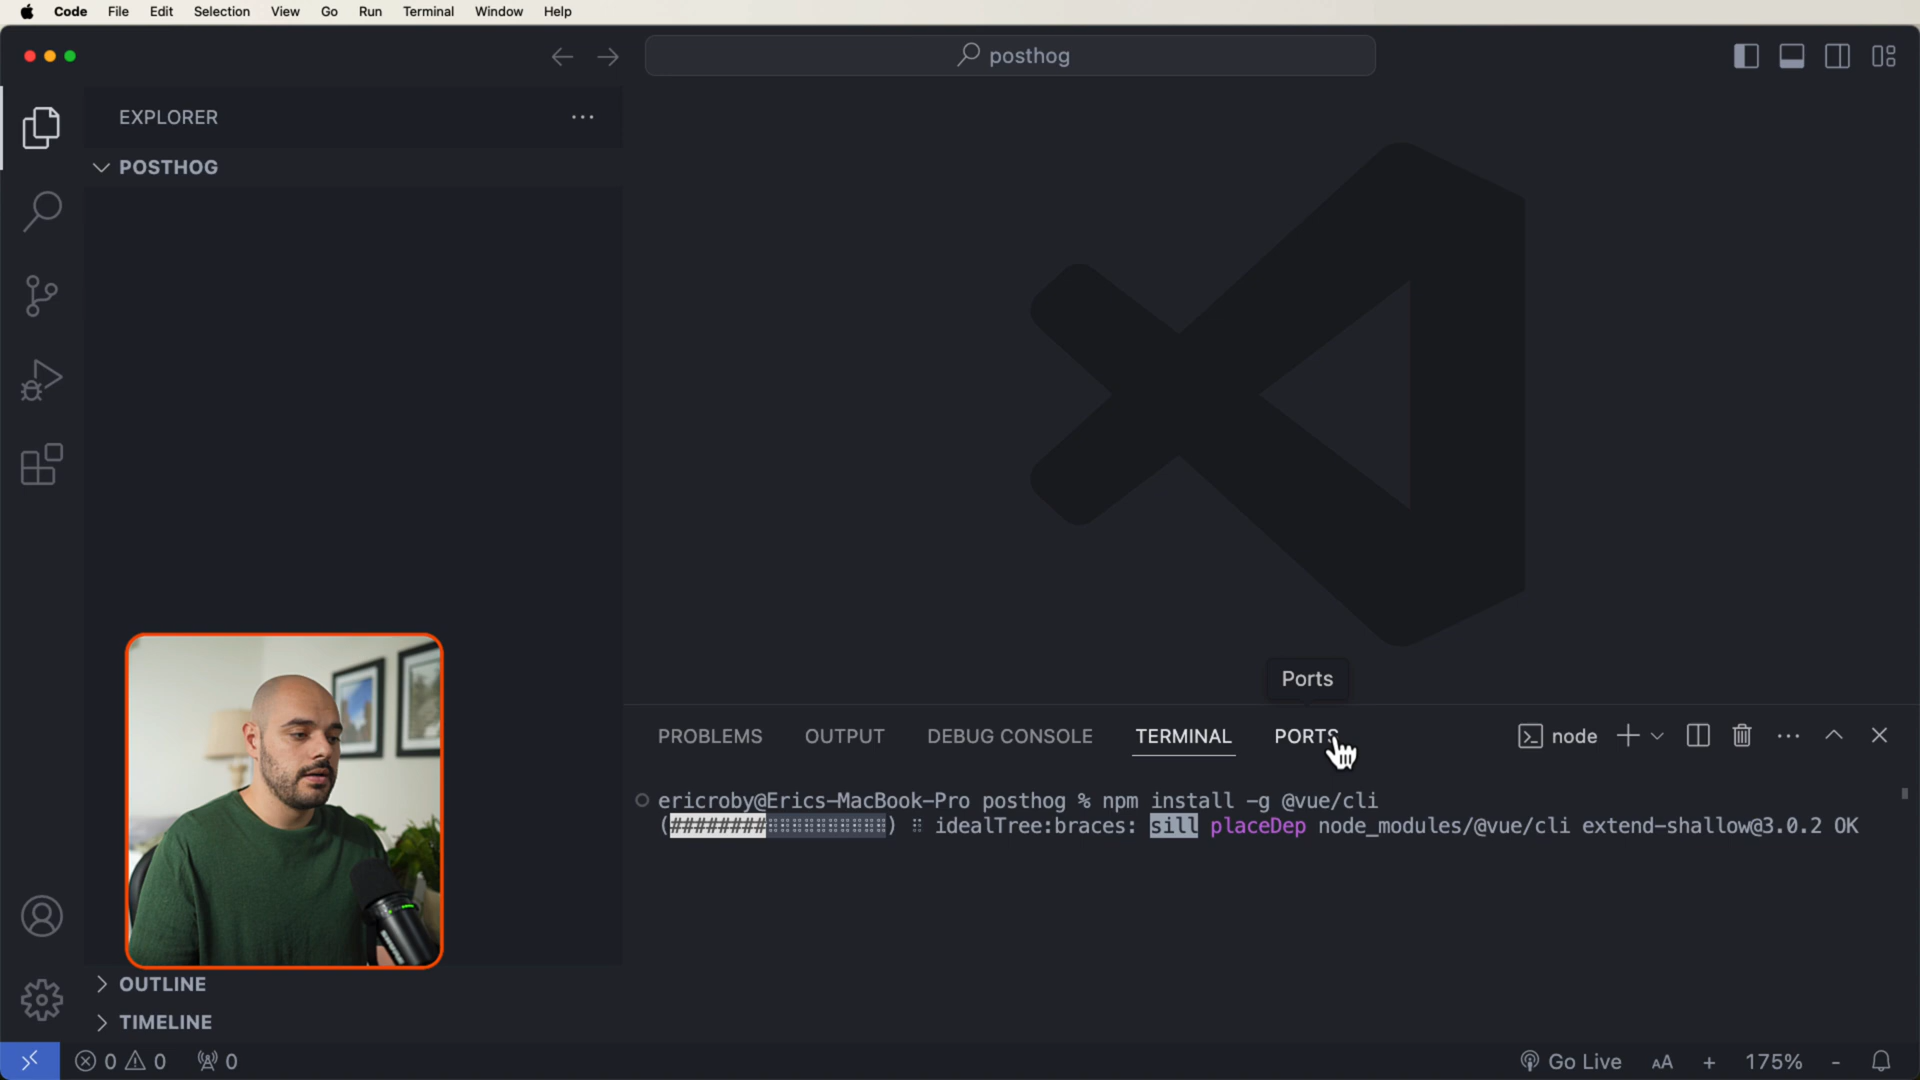 Code File Edit Selection View Go Run Terminal Window Help
posthog
EXPLORER
POSTHOG
Ports
PROBLEMS OUTPUT DEBUG CONSOLE TERMINAL PORTS node
ericroby@Erics-MacBook-Pro posthog % npm install -g @vue/cli
(########⠿⠿⠿⠿⠿⠿⠿⠿⠿⠿) ⠿ idealTree:braces: sill placeDep node_modules/@vue/cli extend-shallow@3.0.2 OK
OUTLINE
TIMELINE
0 0 0 Go Live AA + 175% -